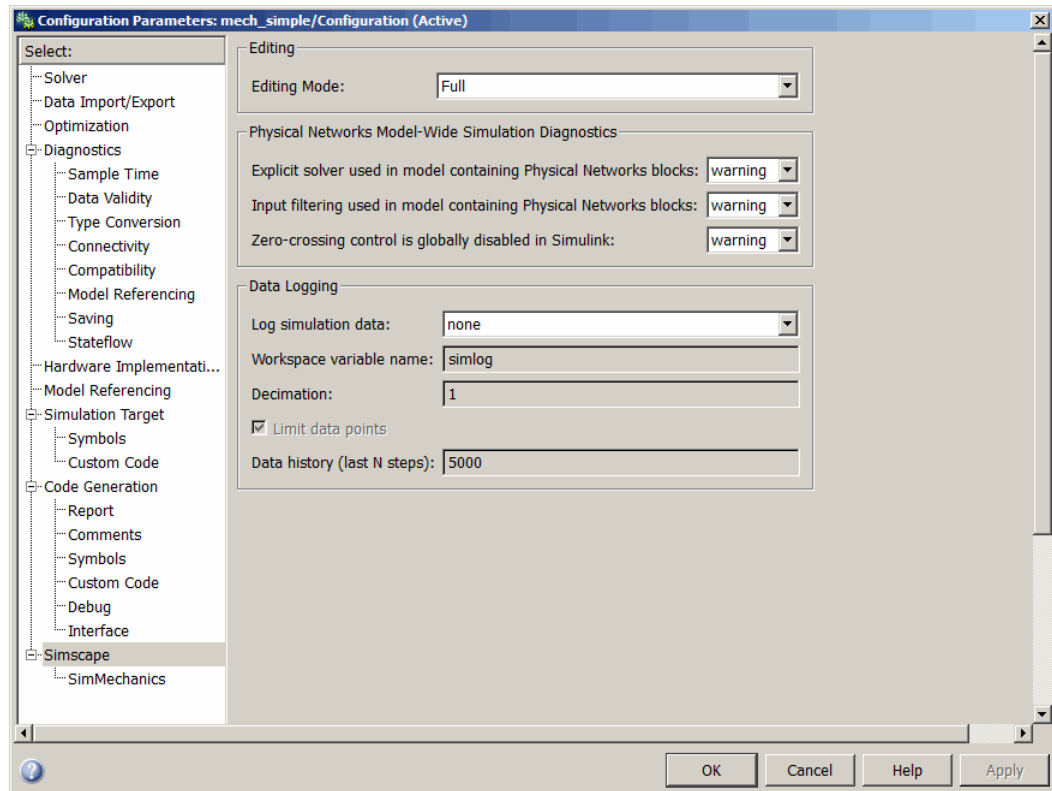 Configuration Parameters: mech_simple/Configuration (Active)
Select:
Solver
Data Import/Export
Optimization
Diagnostics
Sample Time
Data Validity
Type Conversion
Connectivity
Compatibility
Model Referencing
Saving
Stateflow
Hardware Implementati...
Model Referencing
Simulation Target
Symbols
Custom Code
Code Generation
Report
Comments
Symbols
Custom Code
Debug
Interface
Simscape
SimMechanics
Editing
Editing Mode: Full
Physical Networks Model-Wide Simulation Diagnostics
Explicit solver used in model containing Physical Networks blocks: warning
Input filtering used in model containing Physical Networks blocks: warning
Zero-crossing control is globally disabled in Simulink: warning
Data Logging
Log simulation data: none
Workspace variable name: simlog
Decimation: 1
Limit data points
Data history (last N steps): 5000
? OK Cancel Help Apply